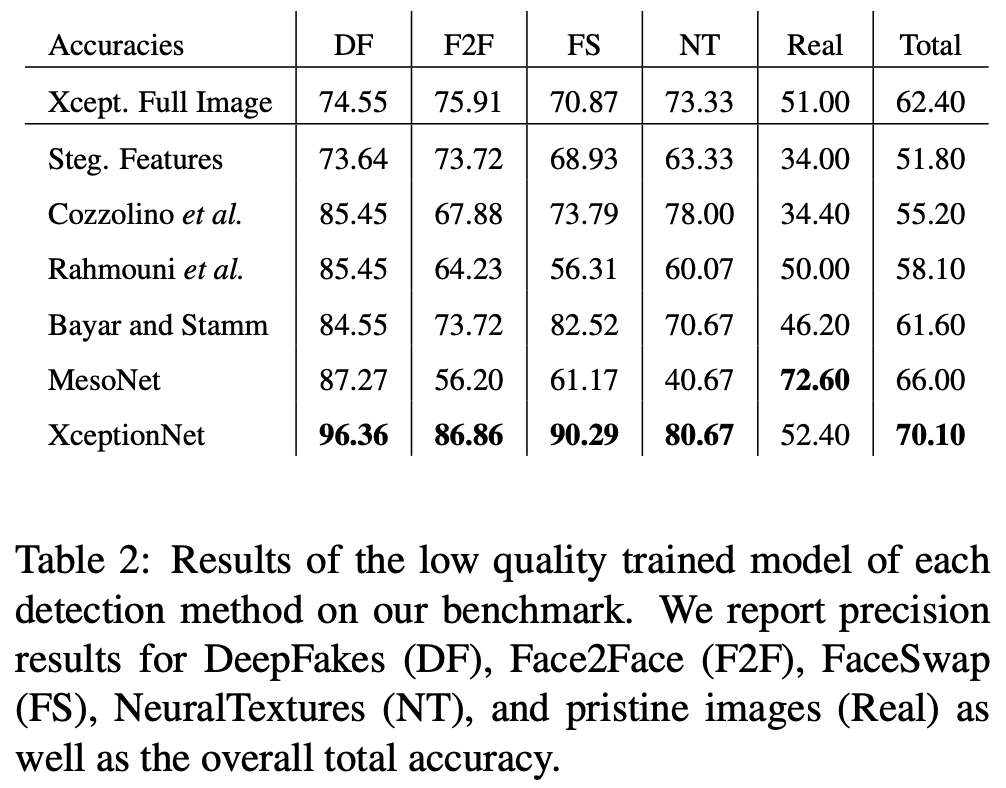 Accuracies DF F2F FS NT Real Total
Xcept. Full Image 74.55 75.91 70.87 73.33 51.00 62.40
Steg. Features 73.64 73.72 68.93 63.33 34.00 51.80
Cozzolino et al. 85.45 67.88 73.79 78.00 34.40 55.20
Rahmouni et al. 85.45 64.23 56.31 60.07 50.00 58.10
Bayar and Stamm 84.55 73.72 82.52 70.67 46.20 61.60
MesoNet 87.27 56.20 61.17 40.67 72.60 66.00
XceptionNet 96.36 86.86 90.29 80.67 52.40 70.10
Table 2: Results of the low quality trained model of each
detection method on our benchmark. We report precision
results for DeepFakes (DF), Face2Face (F2F), FaceSwap
(FS), NeuralTextures (NT), and pristine images (Real) as
well as the overall total accuracy.